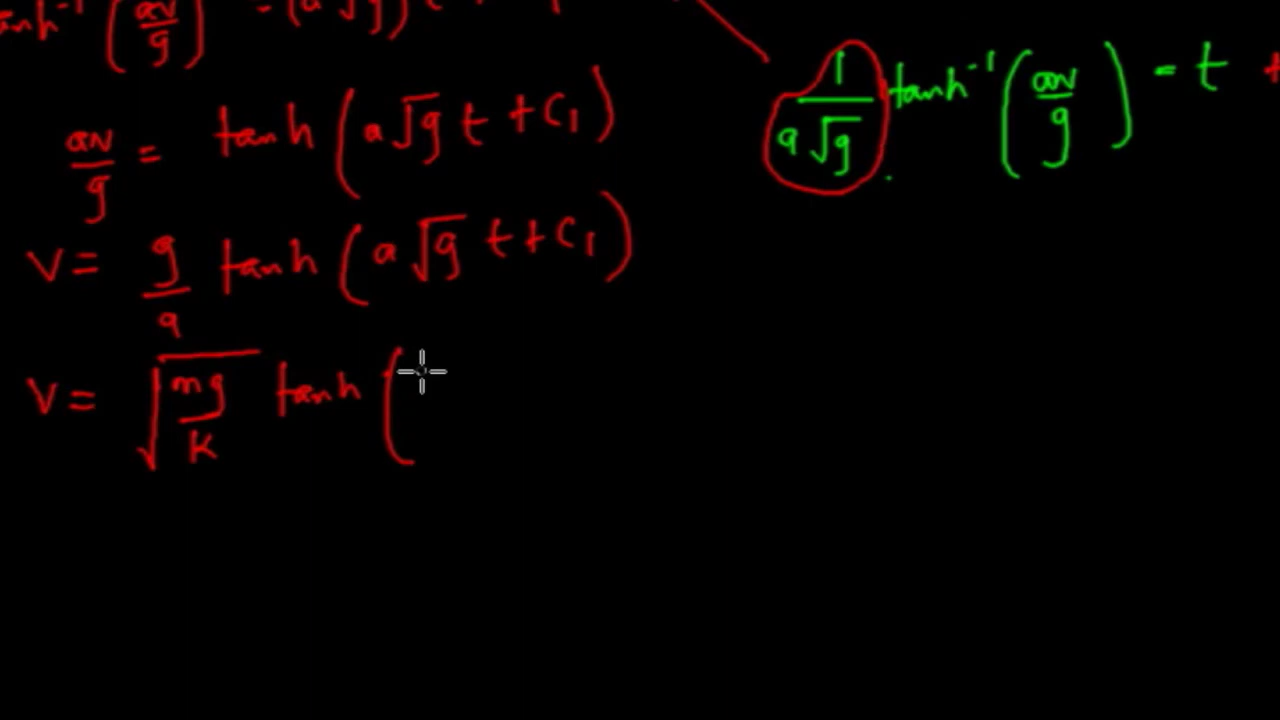 tanh⁻¹(av/g) = (a√g)t
av/g = tanh(a√g t + C₁)
v = g/a tanh(a√g t + C₁)
v = √(mg/k) tanh(
1/(a√g) tanh⁻¹(av/g) = t +